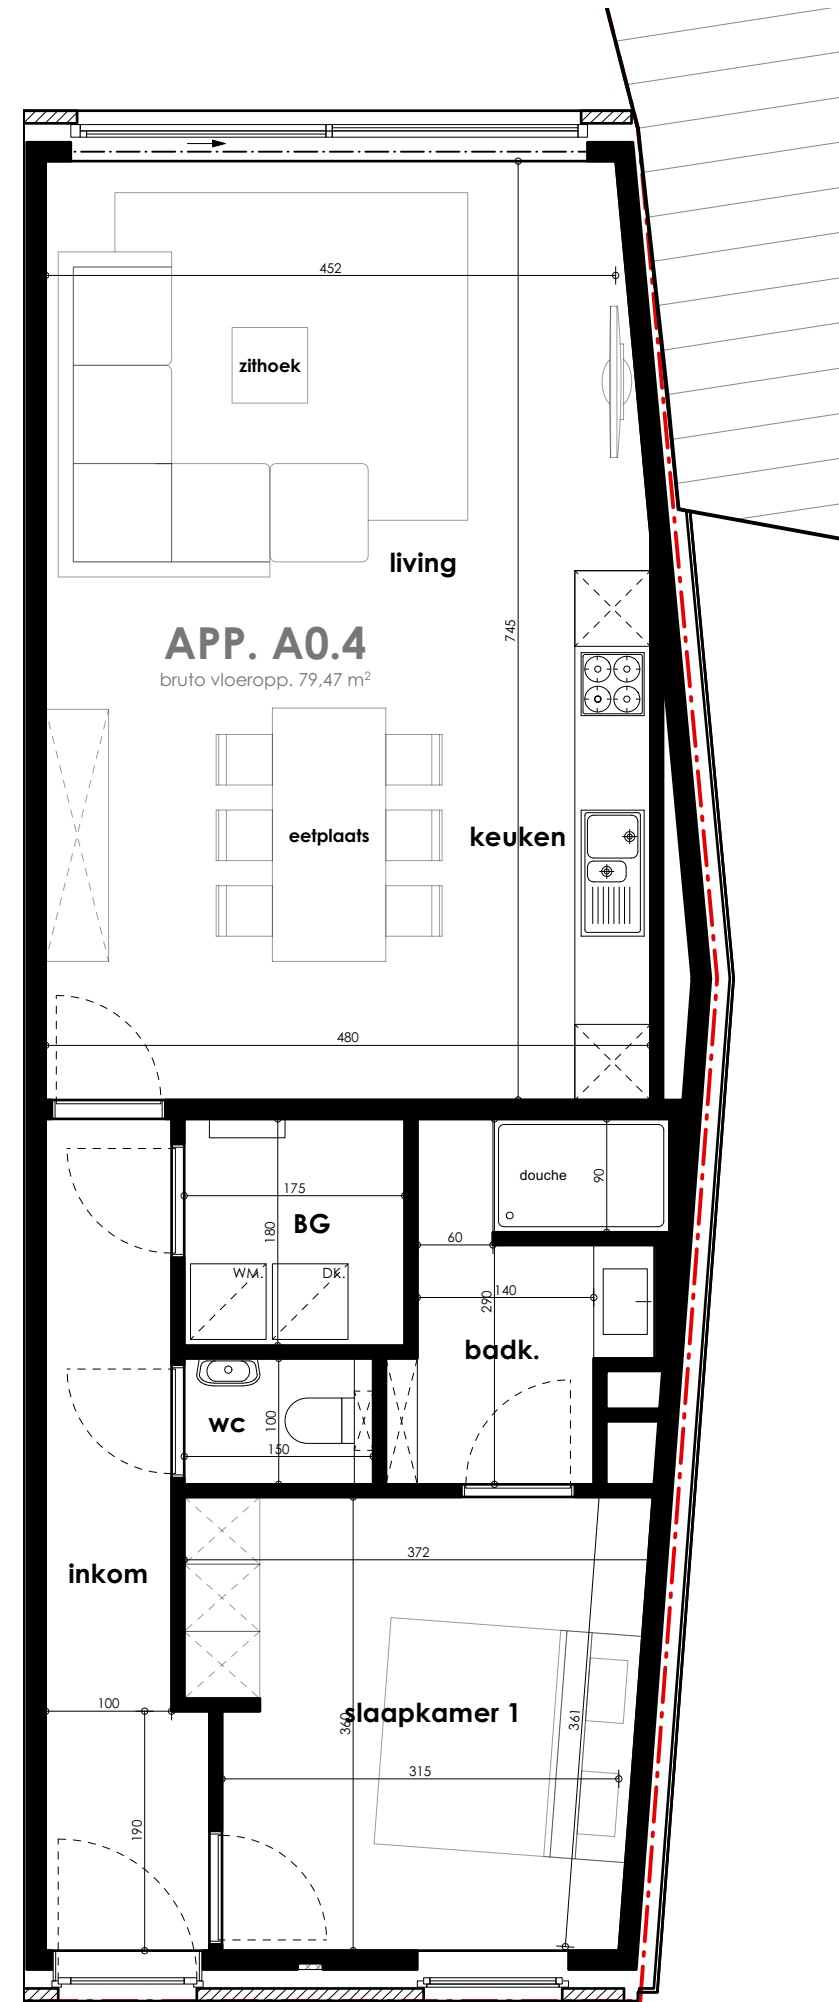 452
zithoek
living
745
APP. A0.4
bruto vloeropp. 79,47 m²
eetplaats
keuken
480
douche
90
175
BG
180
60
WM.
DK.
290
140
badk.
wc
100
150
inkom
372
100
slaapkamer 1
360
361
315
190